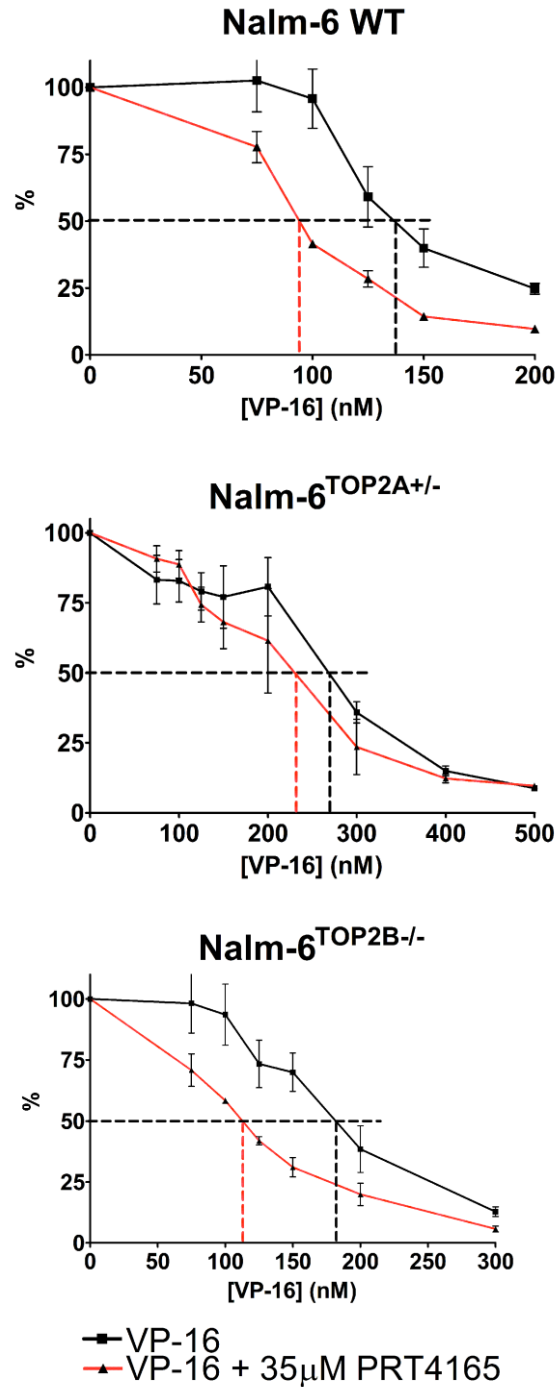 Nalm-6 WT
100
75
50
25
0
%
0 50 100 150 200
[VP-16] (nM)
Nalm-6TOP2A+/-
100
75
50
25
0
%
0 100 200 300 400 500
[VP-16] (nM)
Nalm-6TOP2B-/-
100
75
50
25
0
%
0 50 100 150 200 250 300
[VP-16] (nM)
VP-16
VP-16 + 35μM PRT4165